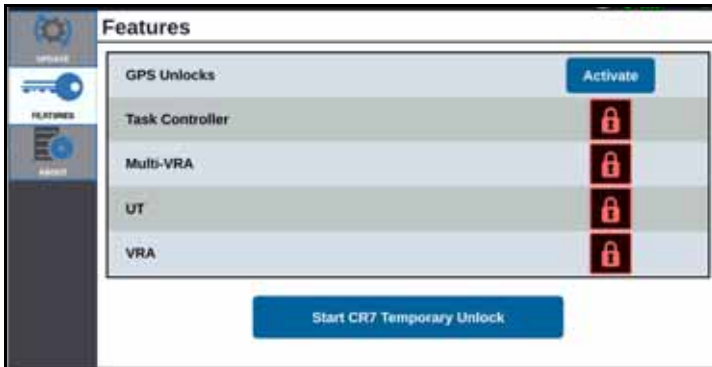 Features
UPDATE
FEATURES
ABOUT
GPS Unlocks
Activate
Task Controller
Multi-VRA
UT
VRA
Start CR7 Temporary Unlock